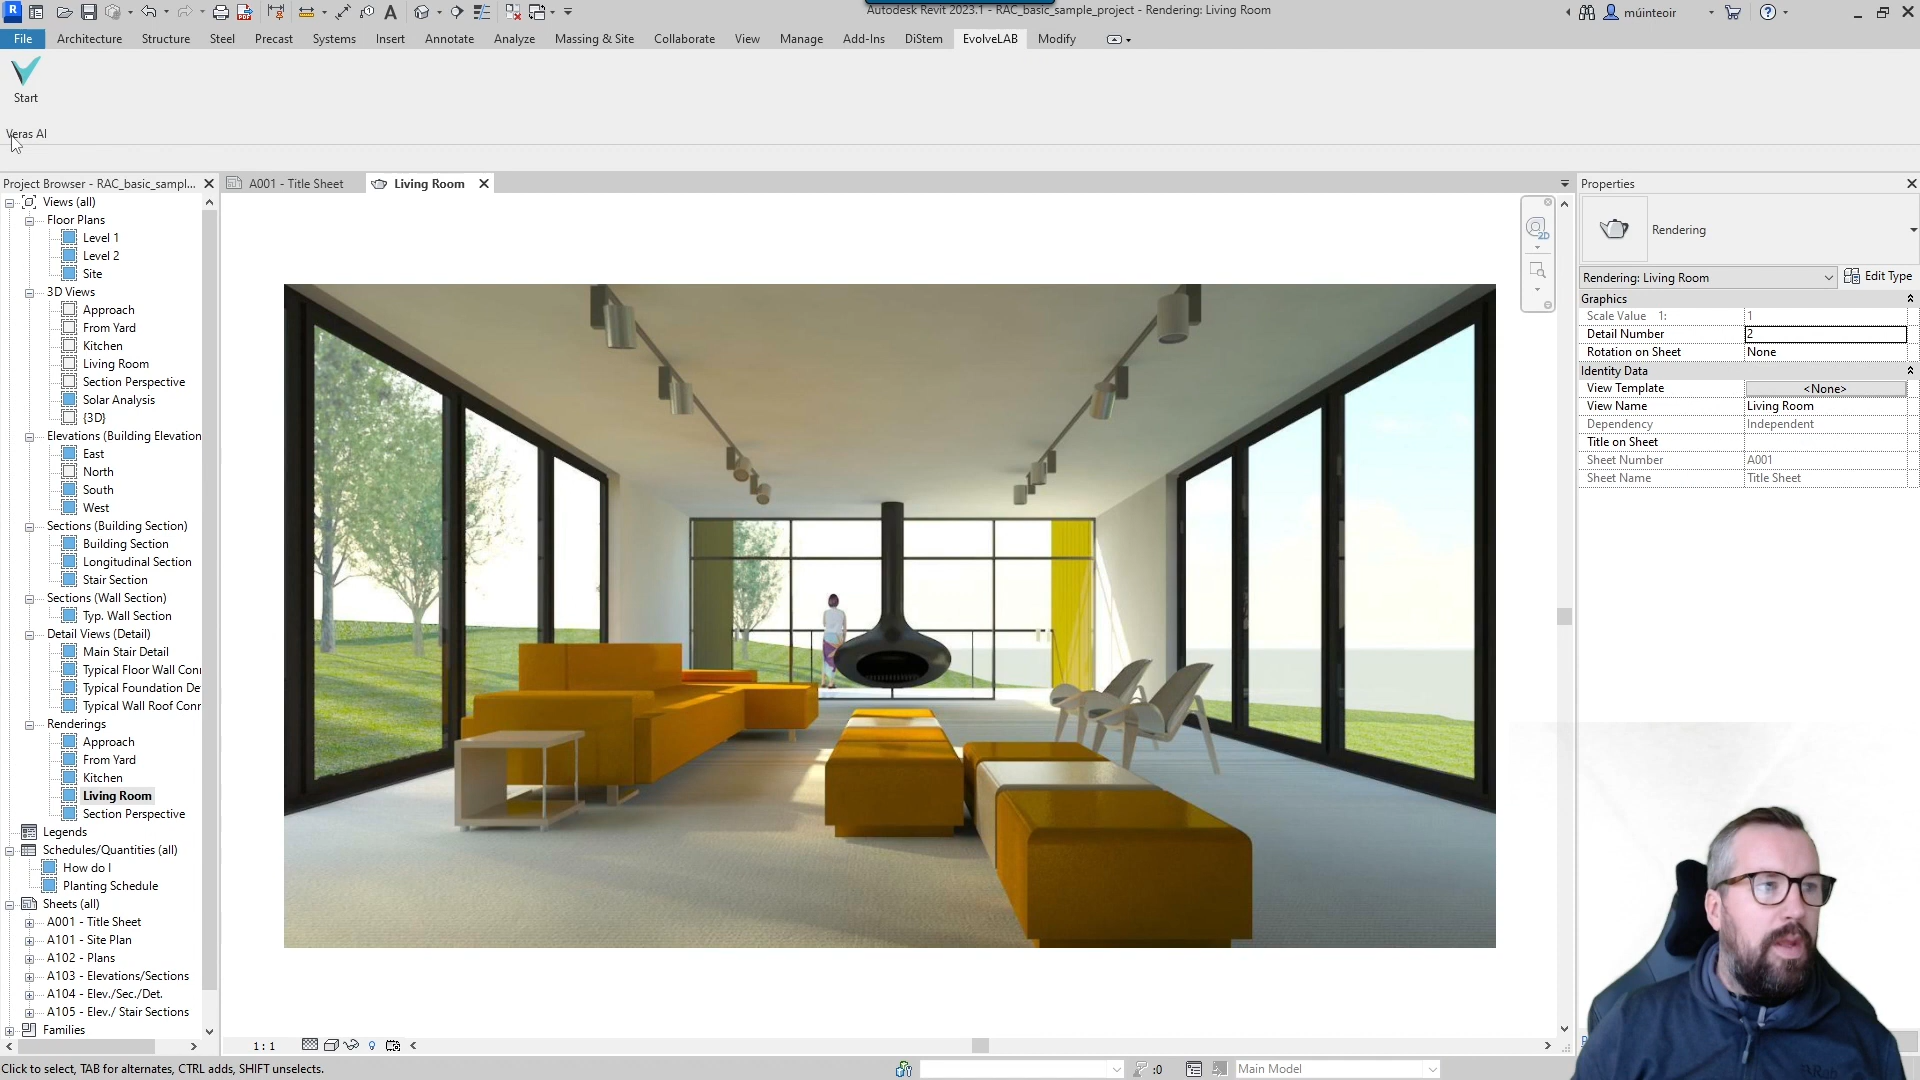 Autodesk Revit 2023.1 - RAC_basic_sample_project - Rendering: Living Room
múinteoir
File Architecture Structure Steel Precast Systems Insert Annotate Analyze Massing & Site Collaborate View Manage Add-Ins DiStem EvolveLAB Modify
Start
Veras AI
Project Browser - RAC_basic_sampl...
A001 - Title Sheet
Living Room
Views (all)
Floor Plans
Level 1
Level 2
Site
3D Views
Approach
From Yard
Kitchen
Living Room
Section Perspective
Solar Analysis
{3D}
Elevations (Building Elevation
East
North
South
West
Sections (Building Section)
Building Section
Longitudinal Section
Stair Section
Sections (Wall Section)
Typ. Wall Section
Detail Views (Detail)
Main Stair Detail
Typical Floor Wall Conn
Typical Foundation De
Typical Wall Roof Conr
Renderings
Approach
From Yard
Kitchen
Living Room
Section Perspective
Legends
Schedules/Quantities (all)
How do I
Planting Schedule
Sheets (all)
A001 - Title Sheet
A101 - Site Plan
A102 - Plans
A103 - Elevations/Sections
A104 - Elev./Sec./Det.
A105 - Elev./ Stair Sections
Families
2D
Properties
Rendering
Rendering: Living Room
Edit Type
Graphics
Scale Value 1: 1
Detail Number 2
Rotation on Sheet None
Identity Data
View Template <None>
View Name Living Room
Dependency Independent
Title on Sheet
Sheet Number A001
Sheet Name Title Sheet
1 : 1
Click to select, TAB for alternates, CTRL adds, SHIFT unselects.
:0
Main Model